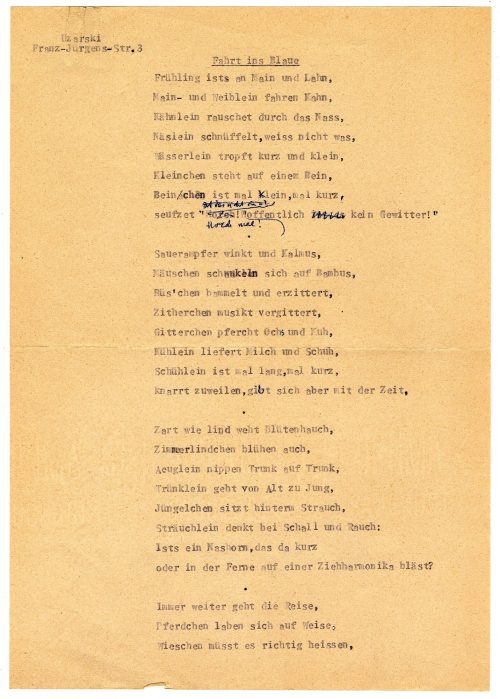 Uzarski
Franz-Jürgens-Str.3
Fahrt ins Blaue
Frühling ists an Main und Lahn,
Main- und Weiblein fahren Kahn,
Kähnlein rauschet durch das Nass,
Näslein schnüffelt,weiss nicht was,
Wässerlein tropft kurz und klein,
Kleinchen steht auf einem Bein,
Bein/chen ist mal Klein,mal kurz,
seufzet " Hoffentlich kein Gewitter!"
Horch mal!
Sauerampfer winkt und Kalmus,
Mäuschen schaukeln sich auf Bambus,
Büs'chen bammelt und erzittert,
Zitherchen musikt vergittert,
Gitterchen pfercht Ochs und Kuh,
Kühlein liefert Milch und Schuh,
Schühlein ist mal lang,mal kurz,
knarrt zuweilen,gibt sich aber mit der Zeit.
Zart wie lind weht Blütenhauch,
Zimmerlindchen blühen auch,
Aeuglein nippen Trunk auf Trunk,
Trünklein geht von Alt zu Jung,
Jüngelchen sitzt hinterm Strauch,
Sträuchlein denkt bei Schall und Rauch:
Ists ein Nashorn,das da kurz
oder in der Ferne auf einer Ziehharmonika bläst?
Immer weiter geht die Reise,
Pferdchen laben sich auf Weise,
Wieschen müsst es richtig heissen,